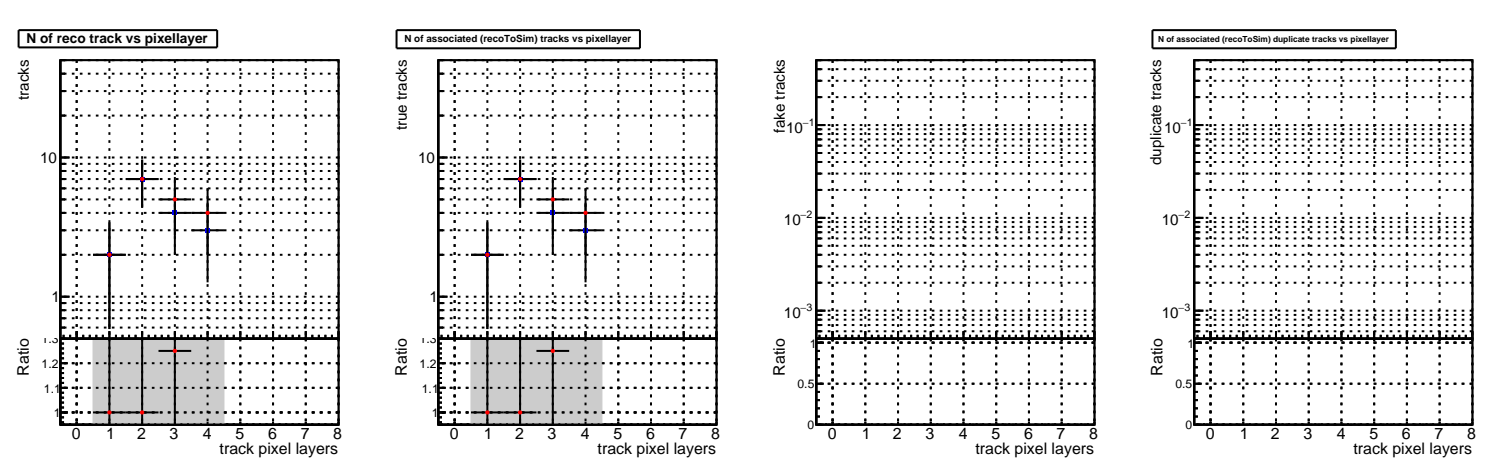 N of reco track vs pixellayer
tracks
10
1
Ratio
1.3
1.2
1.1
1
0 1 2 3 4 5 6 7 8
track pixel layers
N of associated (recoToSim) tracks vs pixellayer
true tracks
10
1
Ratio
1.3
1.2
1.1
1
0 1 2 3 4 5 6 7 8
track pixel layers
fake tracks
10⁻¹
10⁻²
10⁻³
Ratio
1
0.5
0
0 1 2 3 4 5 6 7 8
track pixel layers
N of associated (recoToSim) duplicate tracks vs pixellayer
duplicate tracks
10⁻¹
10⁻²
10⁻³
Ratio
1
0.5
0
0 1 2 3 4 5 6 7 8
track pixel layers